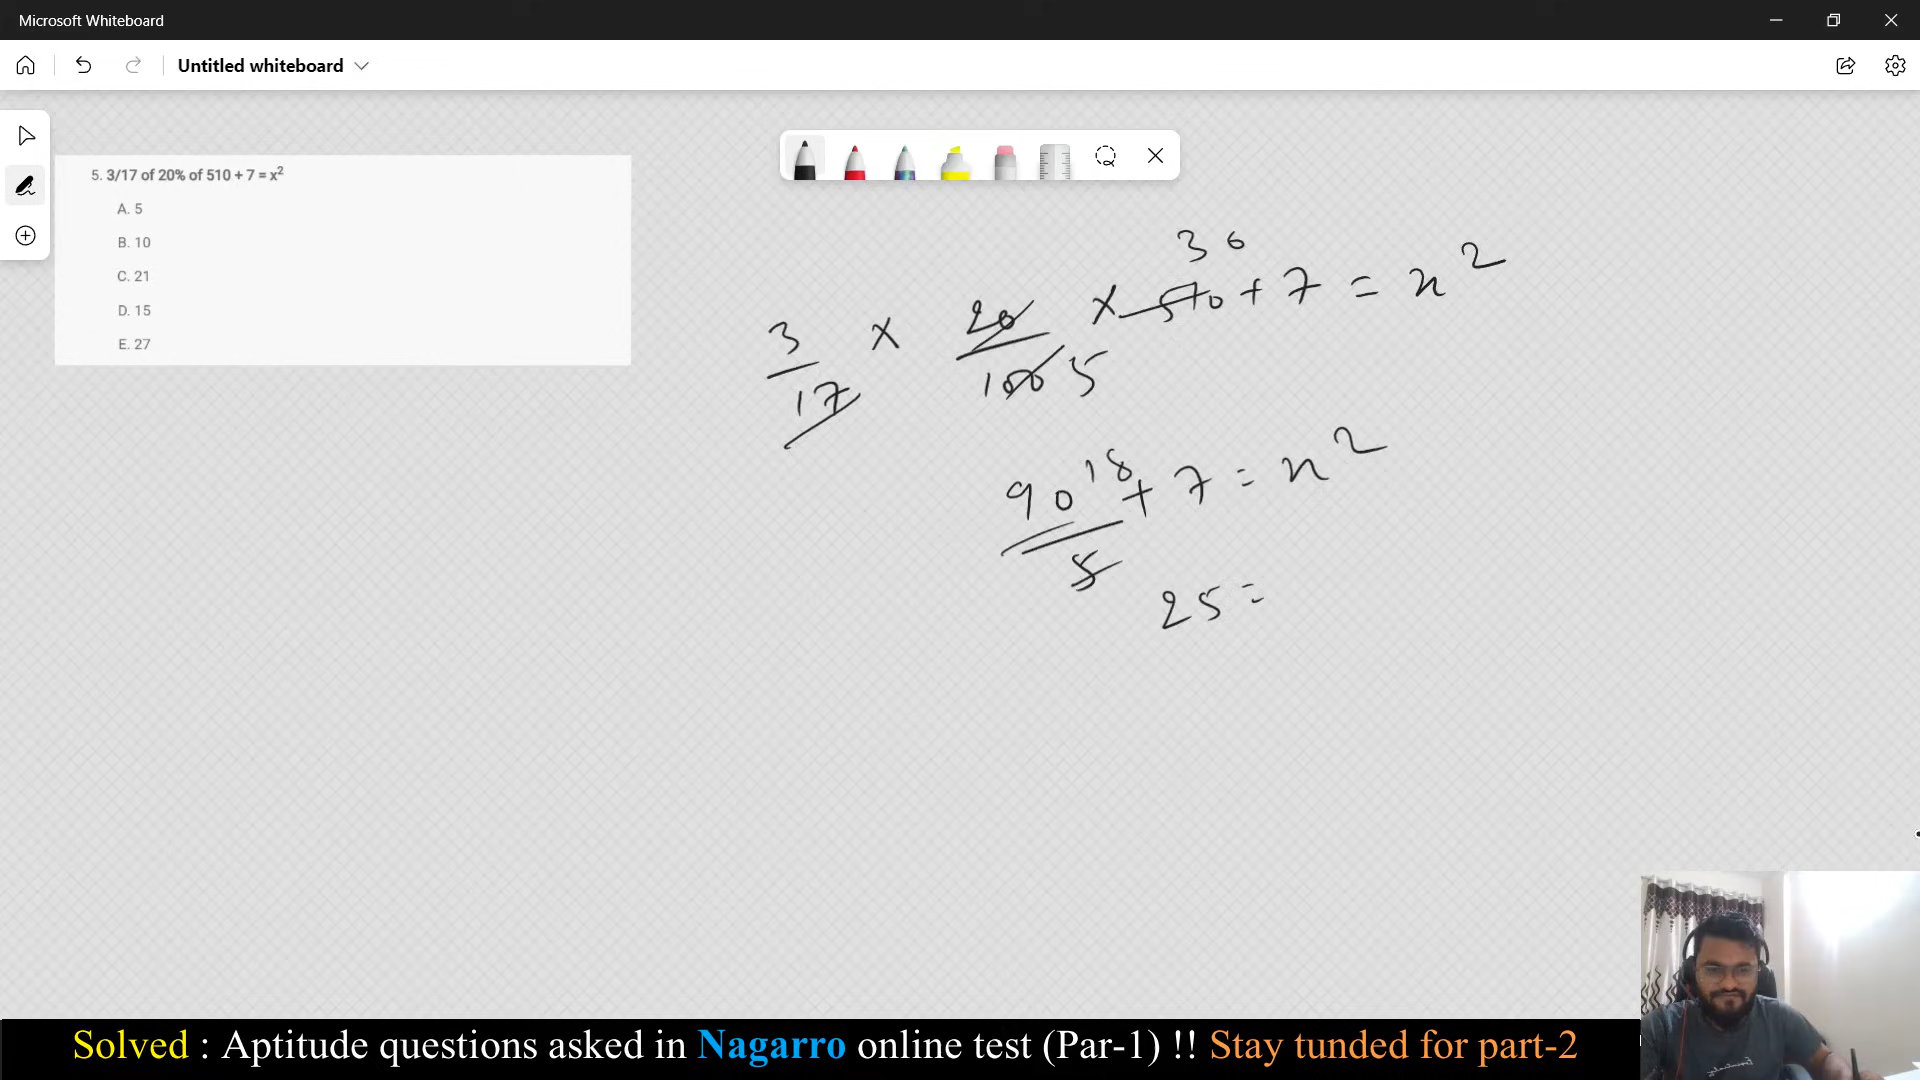 Microsoft Whiteboard
Untitled whiteboard
5. 3/17 of 20% of 510 + 7 = x²
A. 5
B. 10
C. 21
D. 15
E. 27
30
3/17 × 20/100 × 510 + 7 = x²
5
18
90/5 + 7 = x²
25 =
Solved : Aptitude questions asked in Nagarro online test (Par-1) !! Stay tunded for part-2